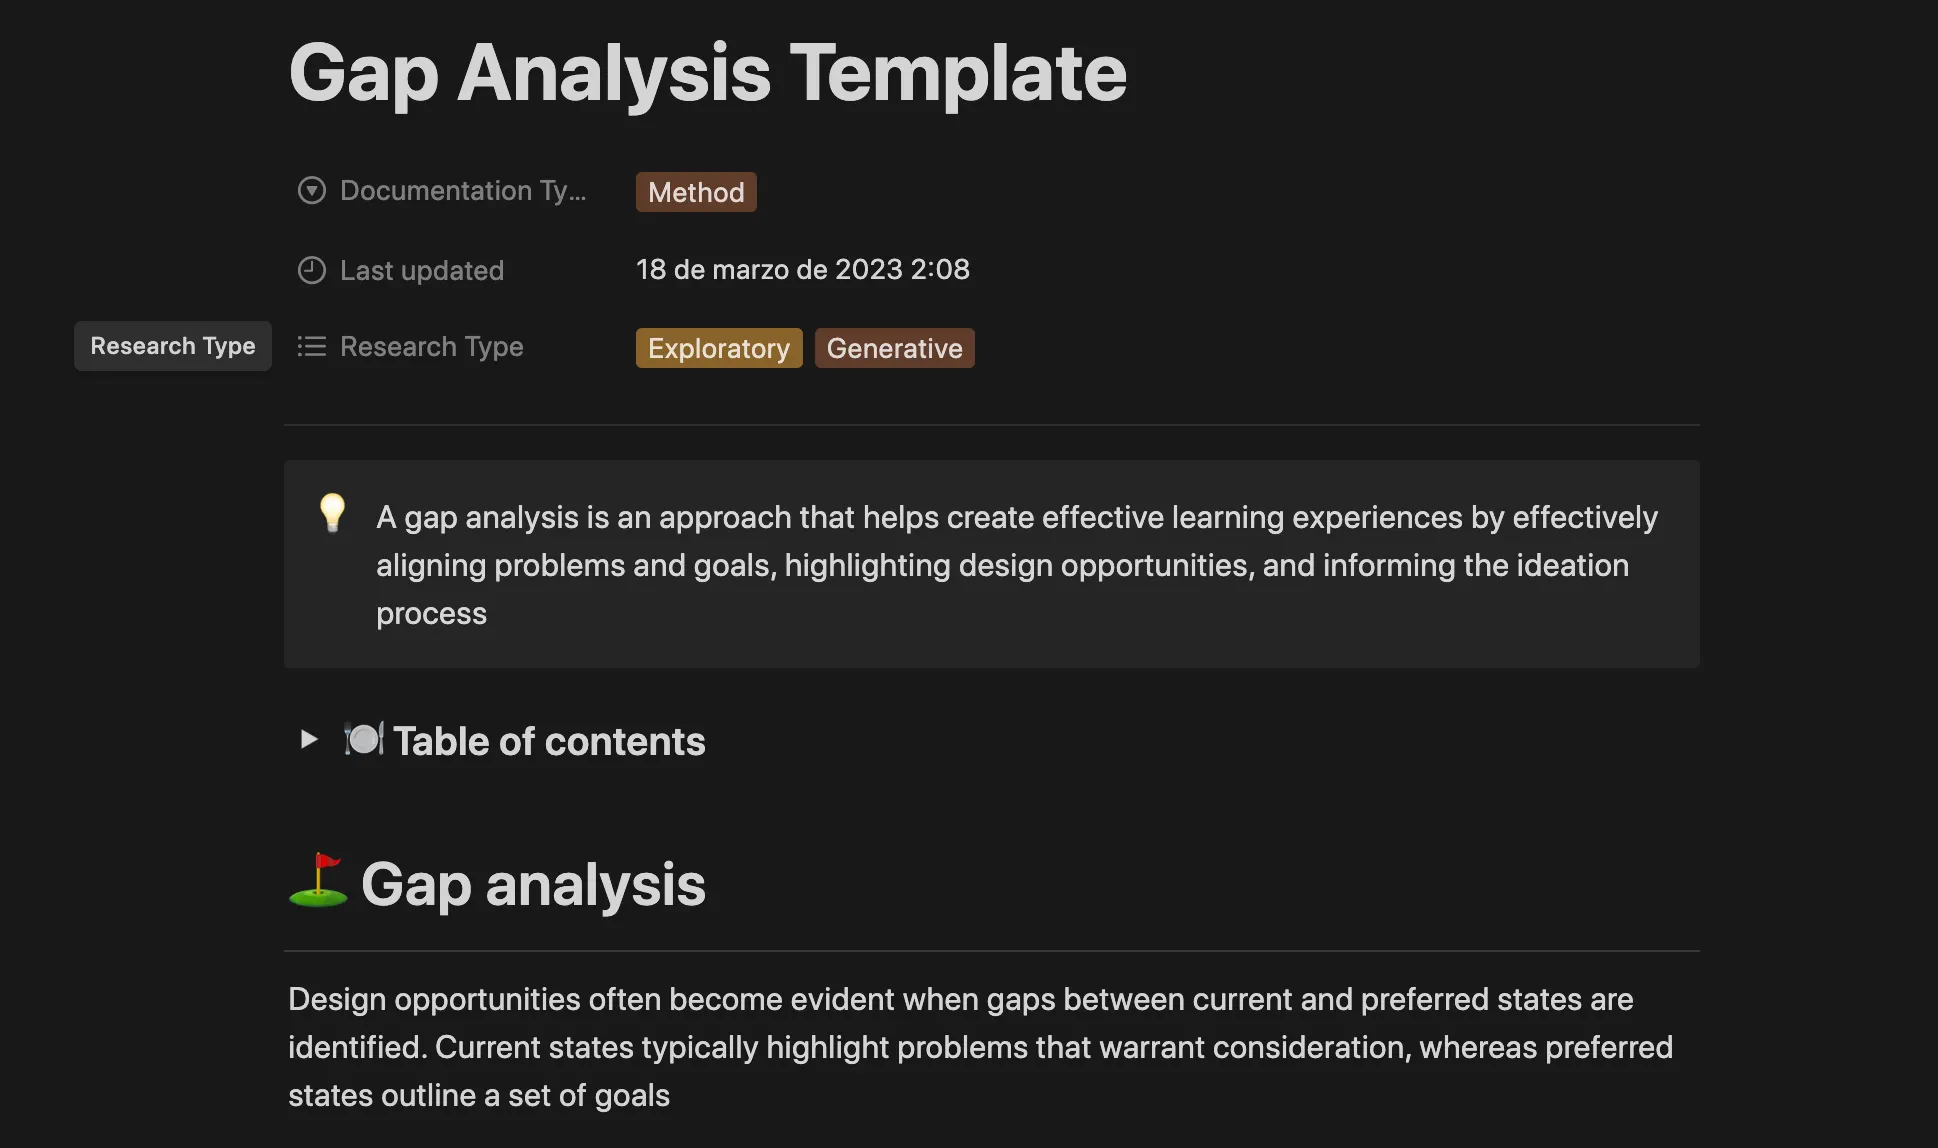 Gap Analysis Template
Documentation Ty...
Method
Last updated
18 de marzo de 2023 2:08
Research Type
Research Type
Exploratory
Generative
A gap analysis is an approach that helps create effective learning experiences by effectively
aligning problems and goals, highlighting design opportunities, and informing the ideation
process
Table of contents
Gap analysis
Design opportunities often become evident when gaps between current and preferred states are
identified. Current states typically highlight problems that warrant consideration, whereas preferred
states outline a set of goals